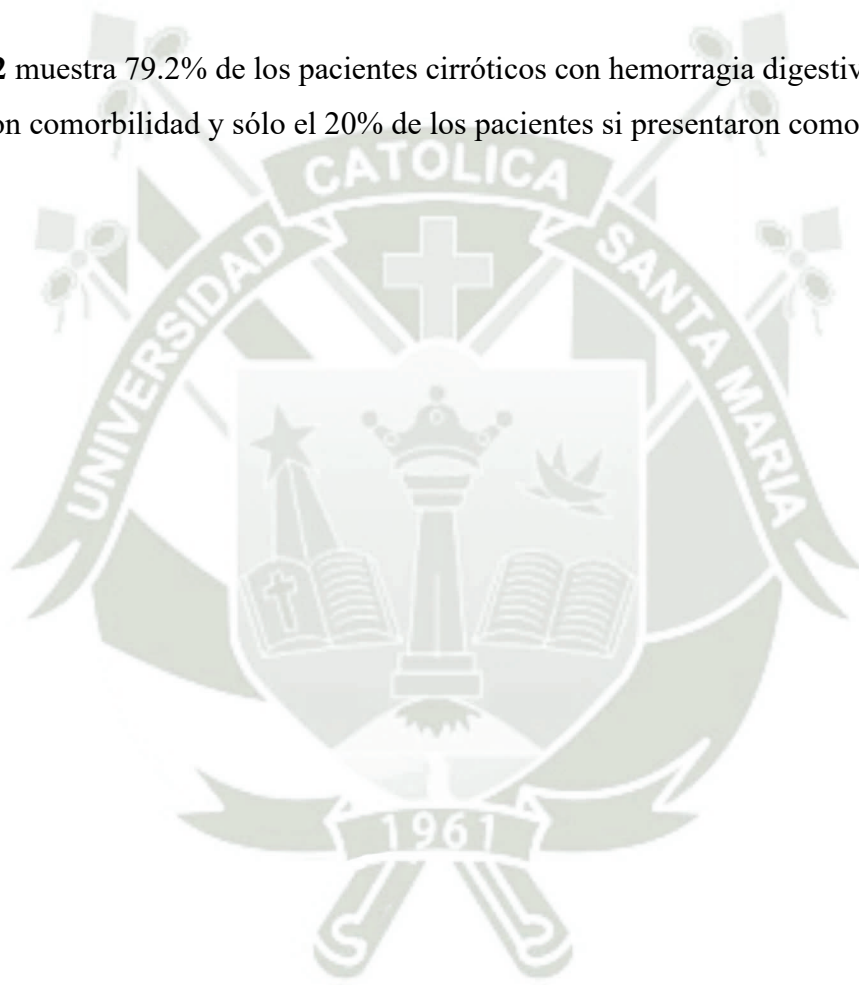 2 muestra 79.2% de los pacientes cirróticos con hemorragia digestiv
on comorbilidad y sólo el 20% de los pacientes si presentaron como
UNIVERSIDAD CATOLICA SANTA MARIA
1961